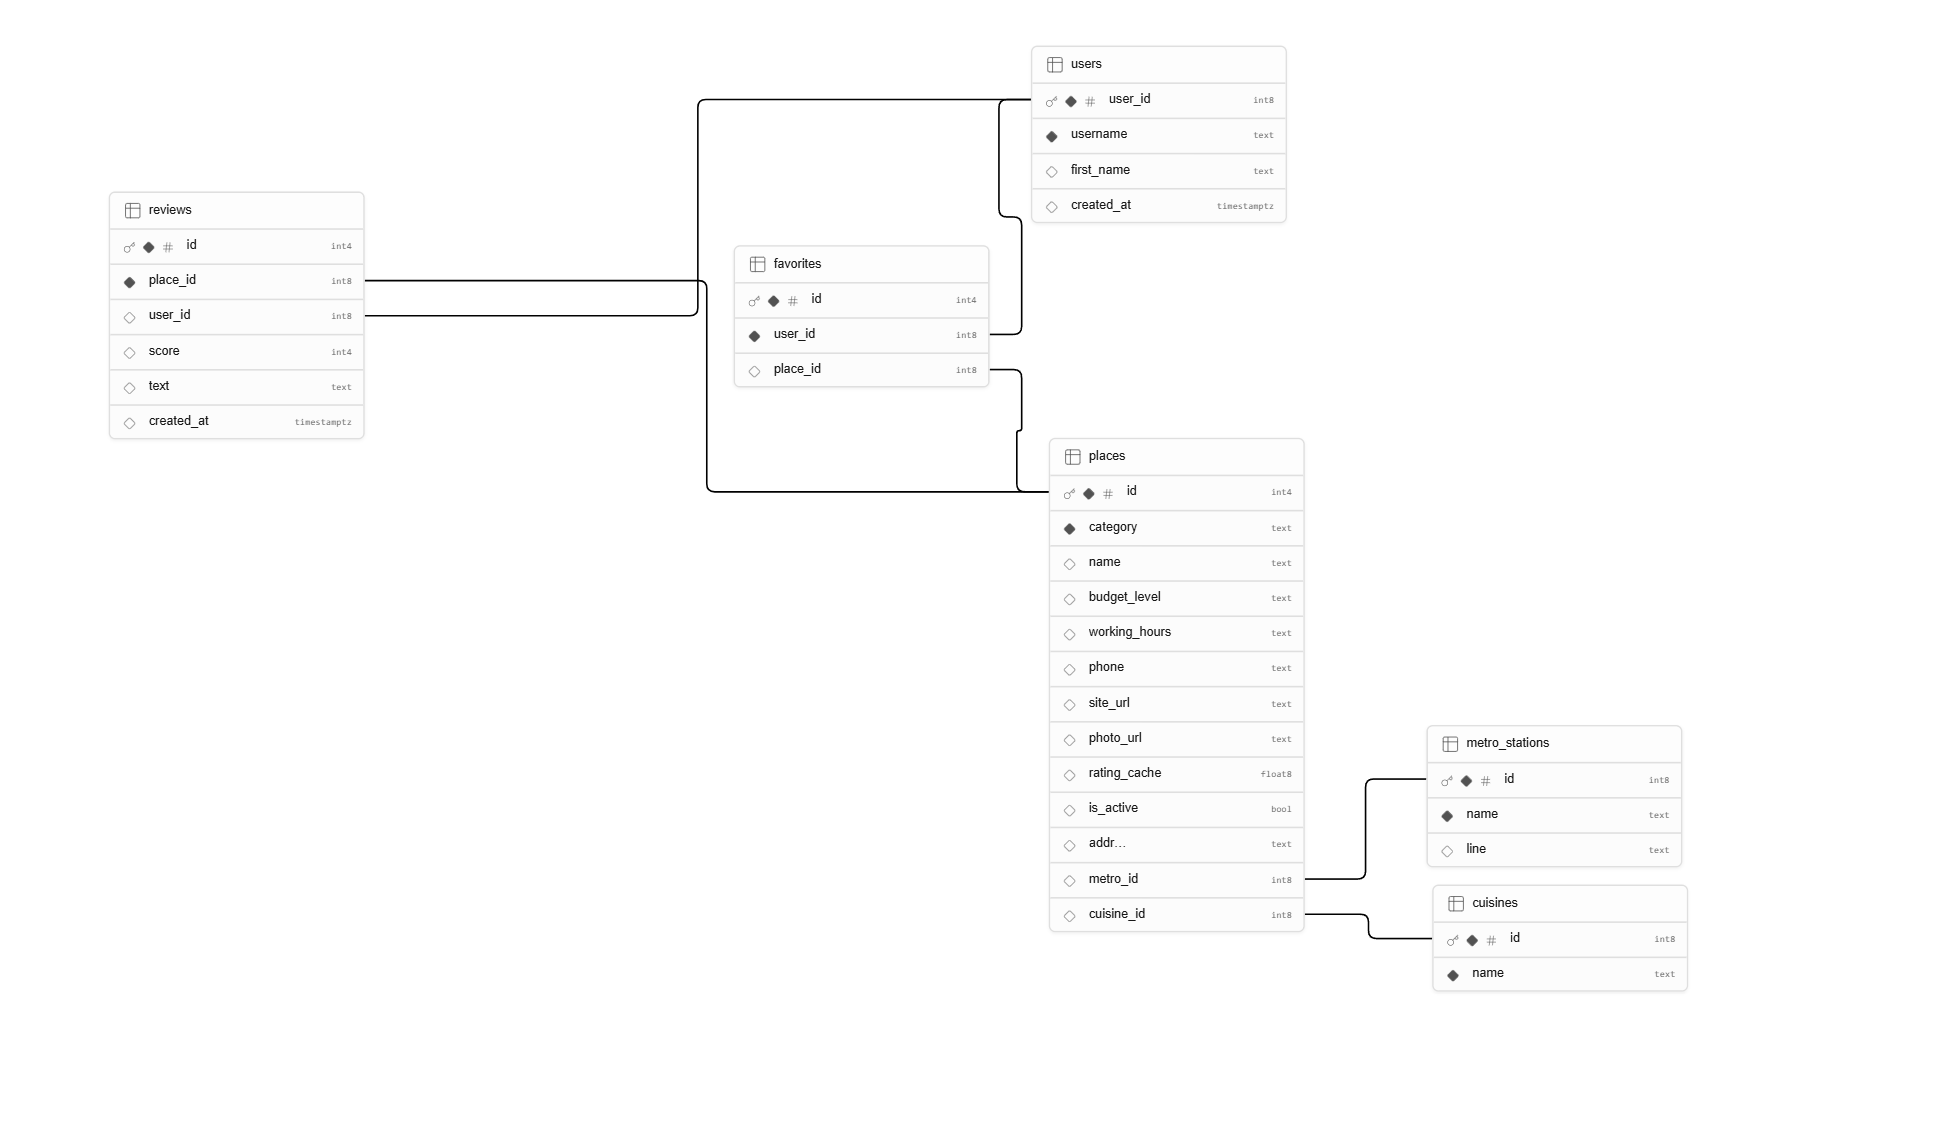 users
user_id int8
username text
first_name text
created_at timestamptz
reviews
id int4
place_id int8
user_id int8
score int4
text text
created_at timestamptz
favorites
id int4
user_id int8
place_id int8
places
id int4
category text
name text
budget_level text
working_hours text
phone text
site_url text
photo_url text
rating_cache float8
is_active bool
addr... text
metro_id int8
cuisine_id int8
metro_stations
id int8
name text
line text
cuisines
id int8
name text